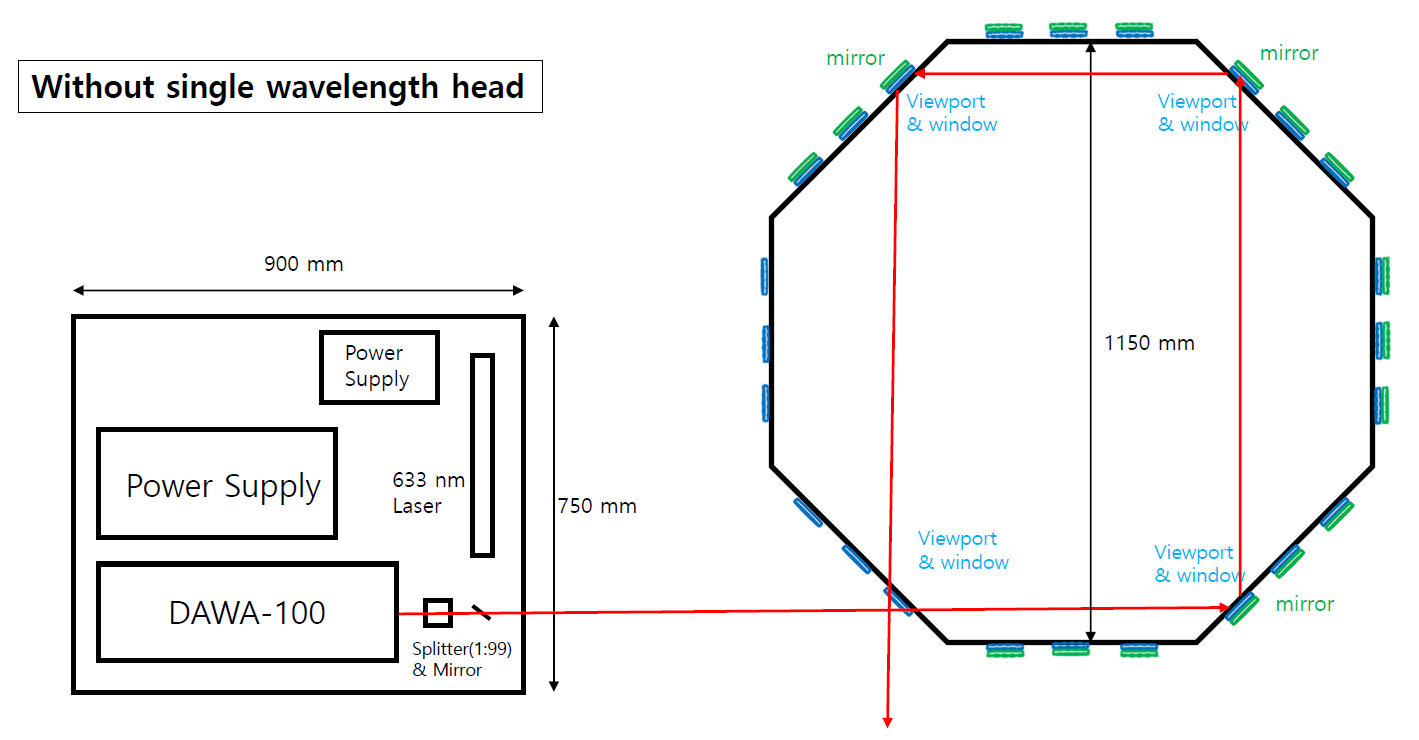 Without single wavelength head
mirror
mirror
Viewport
& window
Viewport
& window
900 mm
Power
Supply
1150 mm
Power Supply
633 nm
Laser
750 mm
Viewport
& window
Viewport
& window
DAWA-100
mirror
Splitter(1:99)
& Mirror